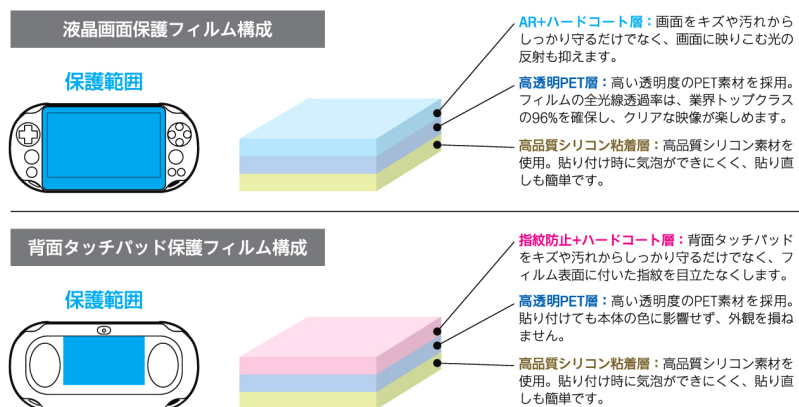 液晶画面保護フィルム構成
保護範囲
AR+ハードコート層：画面をキズや汚れから
しっかり守るだけでなく、画面に映りこむ光の
反射も抑えます。
高透明PET層：高い透明度のPET素材を採用。
フィルムの全光線透過率は、業界トップクラス
の96%を確保し、クリアな映像が楽しめます。
高品質シリコン粘着層：高品質シリコン素材を
使用。貼り付け時に気泡ができにくく、貼り直
しも簡単です。
背面タッチパッド保護フィルム構成
保護範囲
指紋防止+ハードコート層：背面タッチパッド
をキズや汚れからしっかり守るだけでなく、フ
ィルム表面に付いた指紋を目立たなくします。
高透明PET層：高い透明度のPET素材を採用。
貼り付けても本体の色に影響せず、外観を損ね
ません。
高品質シリコン粘着層：高品質シリコン素材を
使用。貼り付け時に気泡ができにくく、貼り直
しも簡単です。